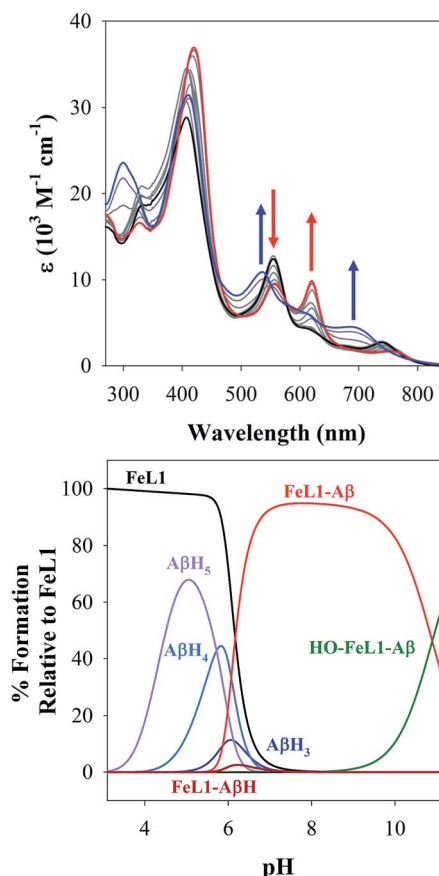 40
30
20
10
0
ε (10³ M⁻¹ cm⁻¹)
300 400 500 600 700 800
Wavelength (nm)
FeL1
FeL1-Aβ
100
80
60
40
20
0
% Formation
Relative to FeL1
AβH₅
AβH₄
HO-FeL1-Aβ
AβH₃
FeL1-AβH
4 6 8 10
pH